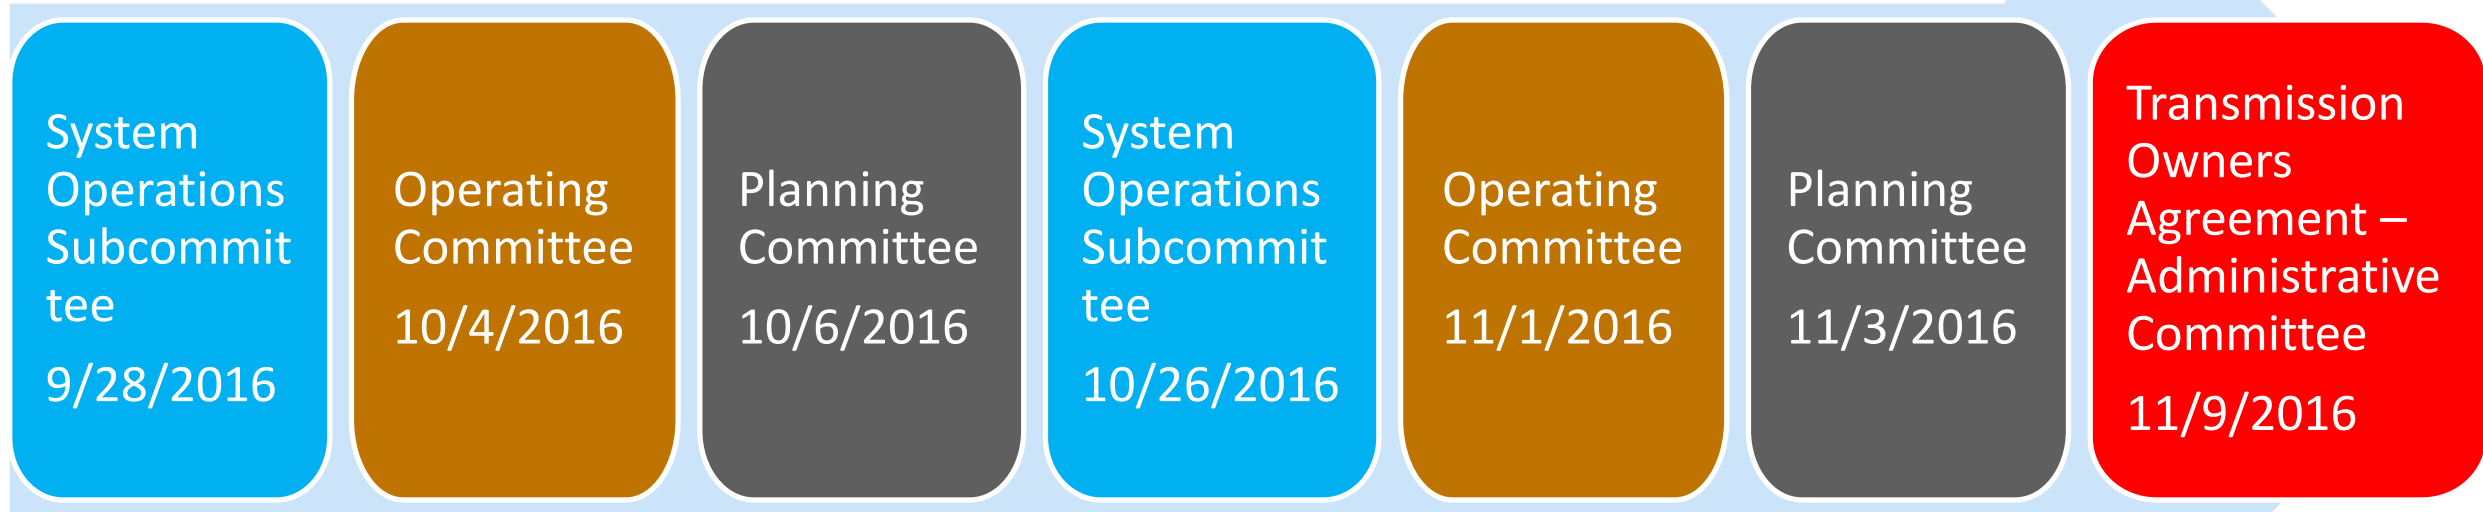 System
Operations
Subcommit
tee
9/28/2016
Operating
Committee
10/4/2016
Planning
Committee
10/6/2016
System
Operations
Subcommit
tee
10/26/2016
Operating
Committee
11/1/2016
Planning
Committee
11/3/2016
Transmission
Owners
Agreement –
Administrative
Committee
11/9/2016